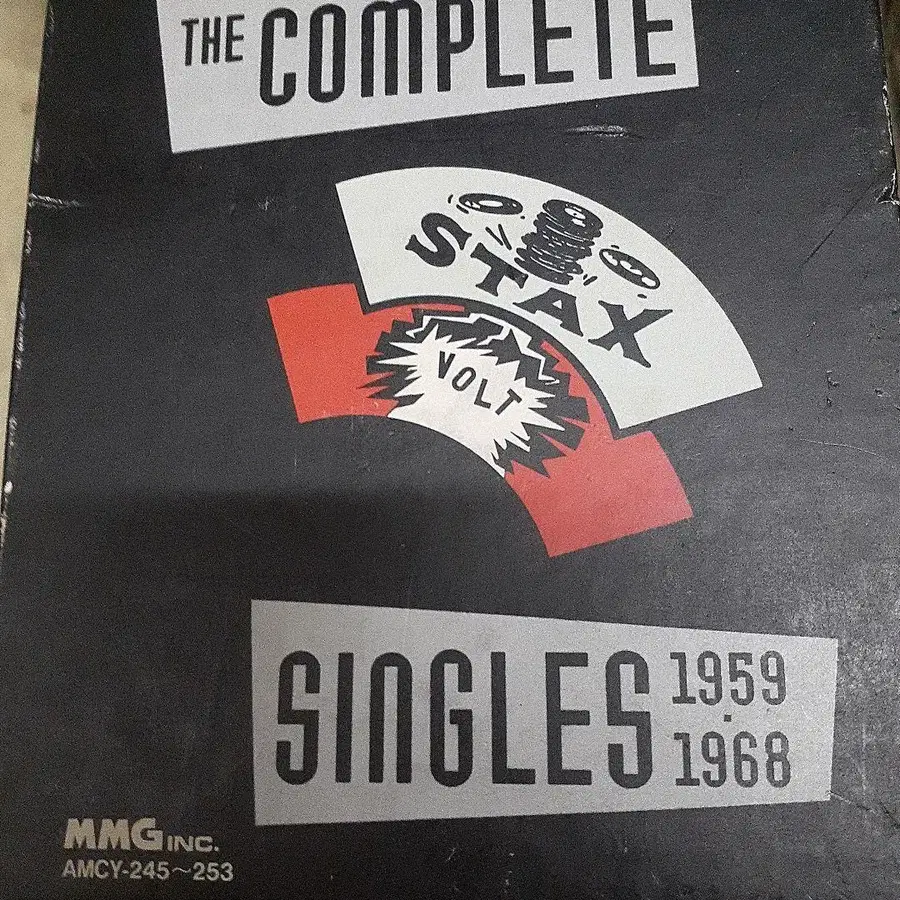 THE COMPLETE
STAX
VOLT
SINGLES 1959
1968
MMG INC.
AMCY-245～253